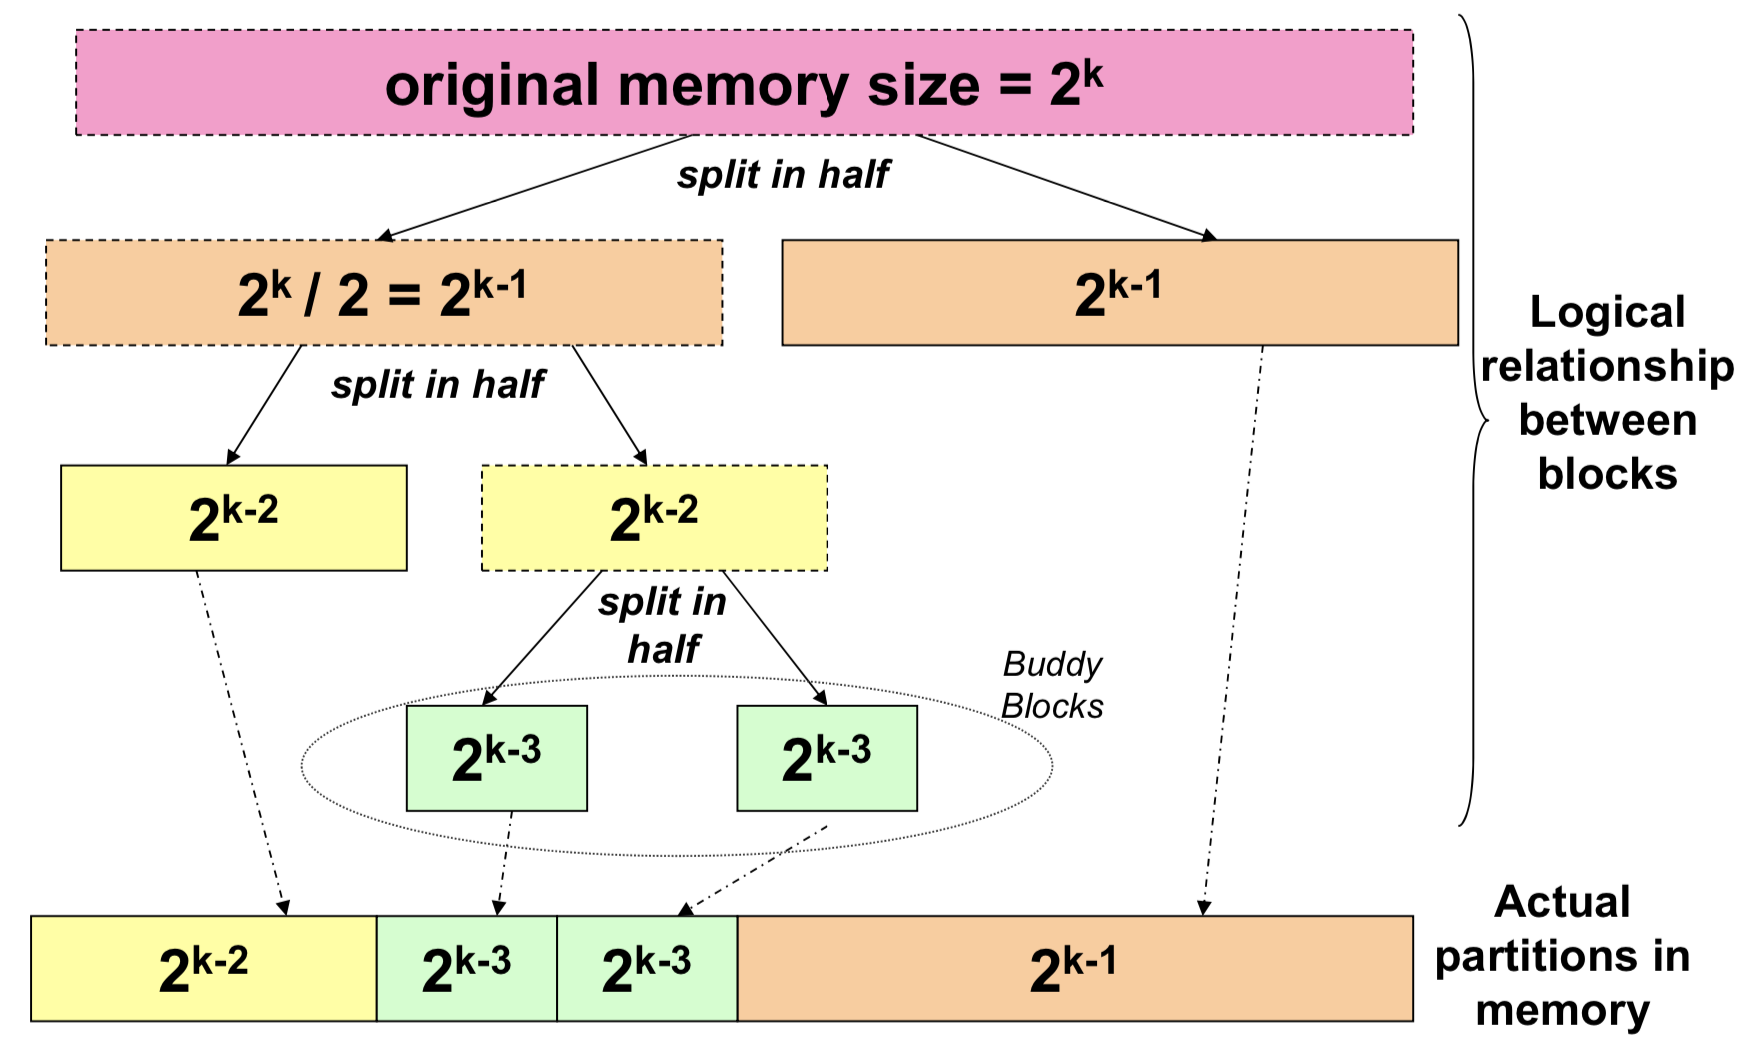 original memory size = 2^k
split in half
2^k / 2 = 2^k-1
2^k-1
split in half
2^k-2
2^k-2
split in
half
Buddy
Blocks
2^k-3
2^k-3
Logical
relationship
between
blocks
2^k-2
2^k-3
2^k-3
2^k-1
Actual
partitions in
memory